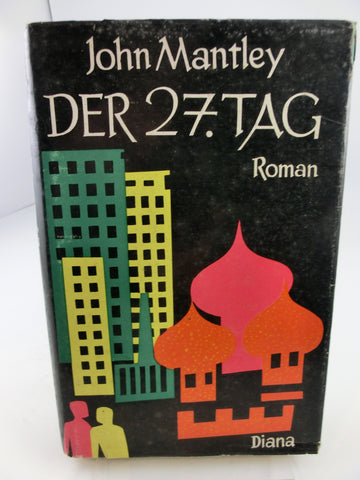 John Mantley
DER 27. TAG
Roman
Diana